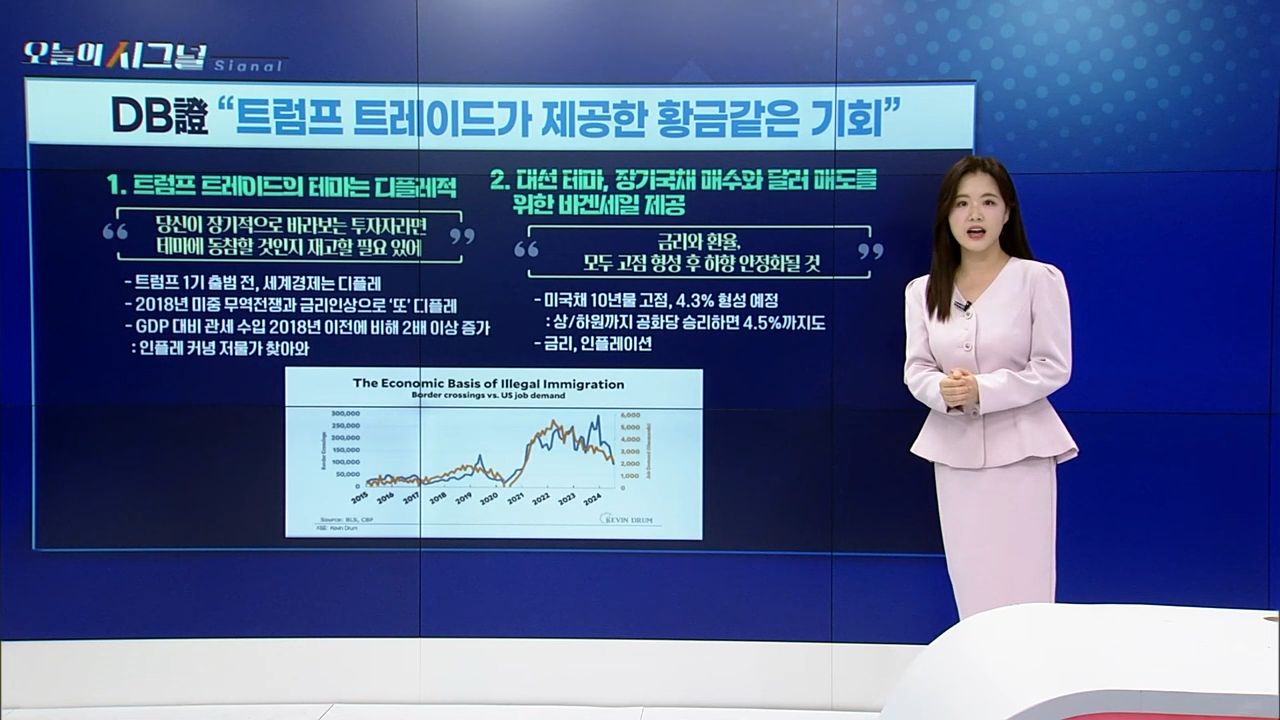 오늘의 시그널
Signal
DB證 “트럼프 트레이드가 제공한 황금같은 기회”
1. 트럼프 트레이드의 테마는 디플레적
“당신이 장기적으로 바라보는 투자자라면
테마에 동참할 것인지 재고할 필요 있어”
- 트럼프 1기 출범 전, 세계경제는 디플레
- 2018년 미중 무역전쟁과 금리인상으로 ‘또’ 디플레
- GDP 대비 관세 수입 2018년 이전에 비해 2배 이상 증가
: 인플레 커녕 저물가 찾아와
2. 대선 테마, 장기국채 매수와 달러 매도를
위한 바겐세일 제공
“금리와 환율,
모두 고점 형성 후 하향 안정화될 것”
- 미국채 10년물 고점, 4.3% 형성 예정
: 상/하원까지 공화당 승리하면 4.5%까지도
- 금리, 인플레이션
The Economic Basis of Illegal Immigration
Border crossings vs. US job demand
300,000
250,000
200,000
150,000
100,000
50,000
0
Border Crossings
6,000
5,000
4,000
3,000
2,000
1,000
0
Job Demand (thousands)
2015 2016 2017 2018 2019 2020 2021 2022 2023 2024
Source: BLS, CBP
자료: Kevin Drum
KEVIN DRUM